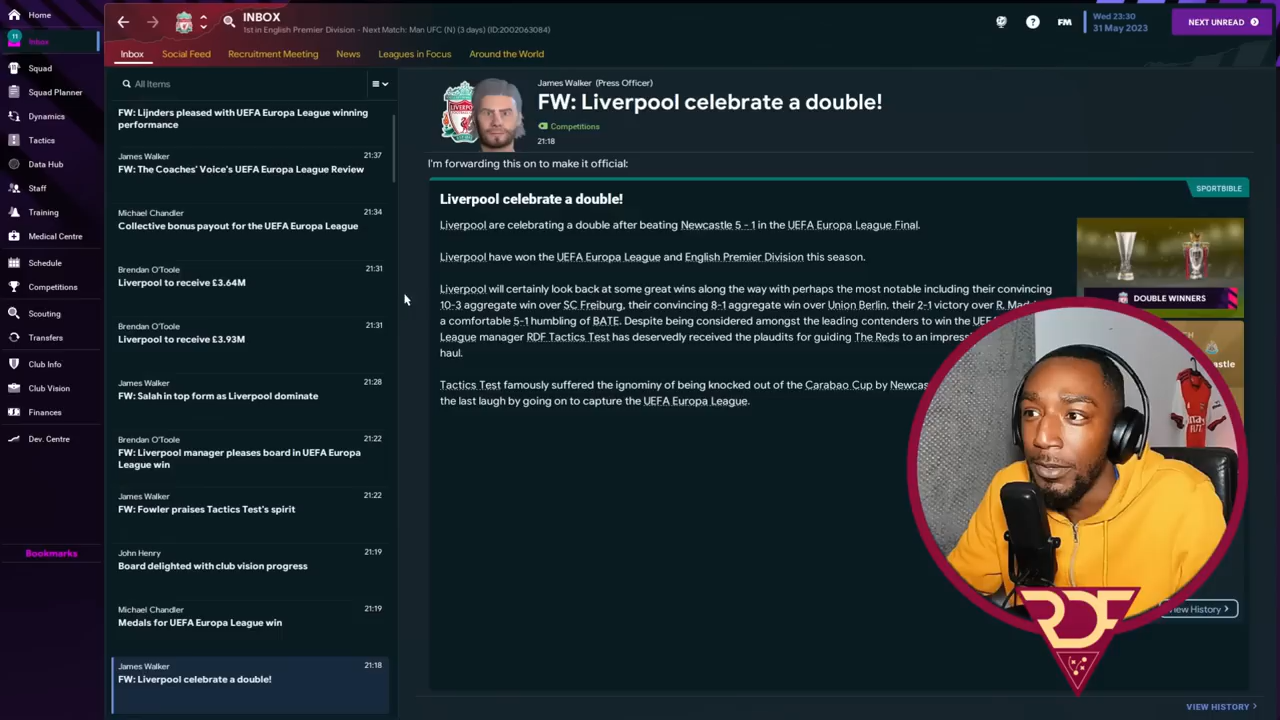 Home
11
Inbox
Squad
Squad Planner
Dynamics
Tactics
Data Hub
Staff
Training
Medical Centre
Schedule
Competitions
Scouting
Transfers
Club Info
Club Vision
Finances
Dev. Centre
Bookmarks
INBOX
1st in English Premier Division - Next Match: Man UFC (N) (3 days) (ID:2002063084)
?
FM
Wed 23:30
31 May 2023
NEXT UNREAD
Inbox
Social Feed
Recruitment Meeting
News
Leagues in Focus
Around the World
All Items
FW: Lijnders pleased with UEFA Europa League winning
performance
James Walker 21:37
FW: The Coaches' Voice's UEFA Europa League Review
Michael Chandler 21:34
Collective bonus payout for the UEFA Europa League
Brendan O'Toole 21:31
Liverpool to receive £3.64M
Brendan O'Toole 21:31
Liverpool to receive £3.93M
James Walker 21:28
FW: Salah in top form as Liverpool dominate
Brendan O'Toole 21:22
FW: Liverpool manager pleases board in UEFA Europa
League win
James Walker 21:22
FW: Fowler praises Tactics Test's spirit
John Henry 21:19
Board delighted with club vision progress
Michael Chandler 21:19
Medals for UEFA Europa League win
James Walker 21:18
FW: Liverpool celebrate a double!
James Walker (Press Officer)
FW: Liverpool celebrate a double!
Competitions
21:18
I'm forwarding this on to make it official:
SPORTBIBLE
Liverpool celebrate a double!
Liverpool are celebrating a double after beating Newcastle 5 - 1 in the UEFA Europa League Final.
Liverpool have won the UEFA Europa League and English Premier Division this season.
Liverpool will certainly look back at some great wins along the way with perhaps the most notable including their convincing
10-3 aggregate win over SC Freiburg, their convincing 8-1 aggregate win over Union Berlin, their 2-1 victory over R.
a comfortable 5-1 humbling of BATE. Despite being considered amongst the leading contenders to win the
League manager RDF Tactics Test has deservedly received the plaudits for guiding The Reds to an
haul.
Tactics Test famously suffered the ignominy of being knocked out of the Carabao Cup by
the last laugh by going on to capture the UEFA Europa League.
DOUBLE WINNERS
RDF
View History
VIEW HISTORY